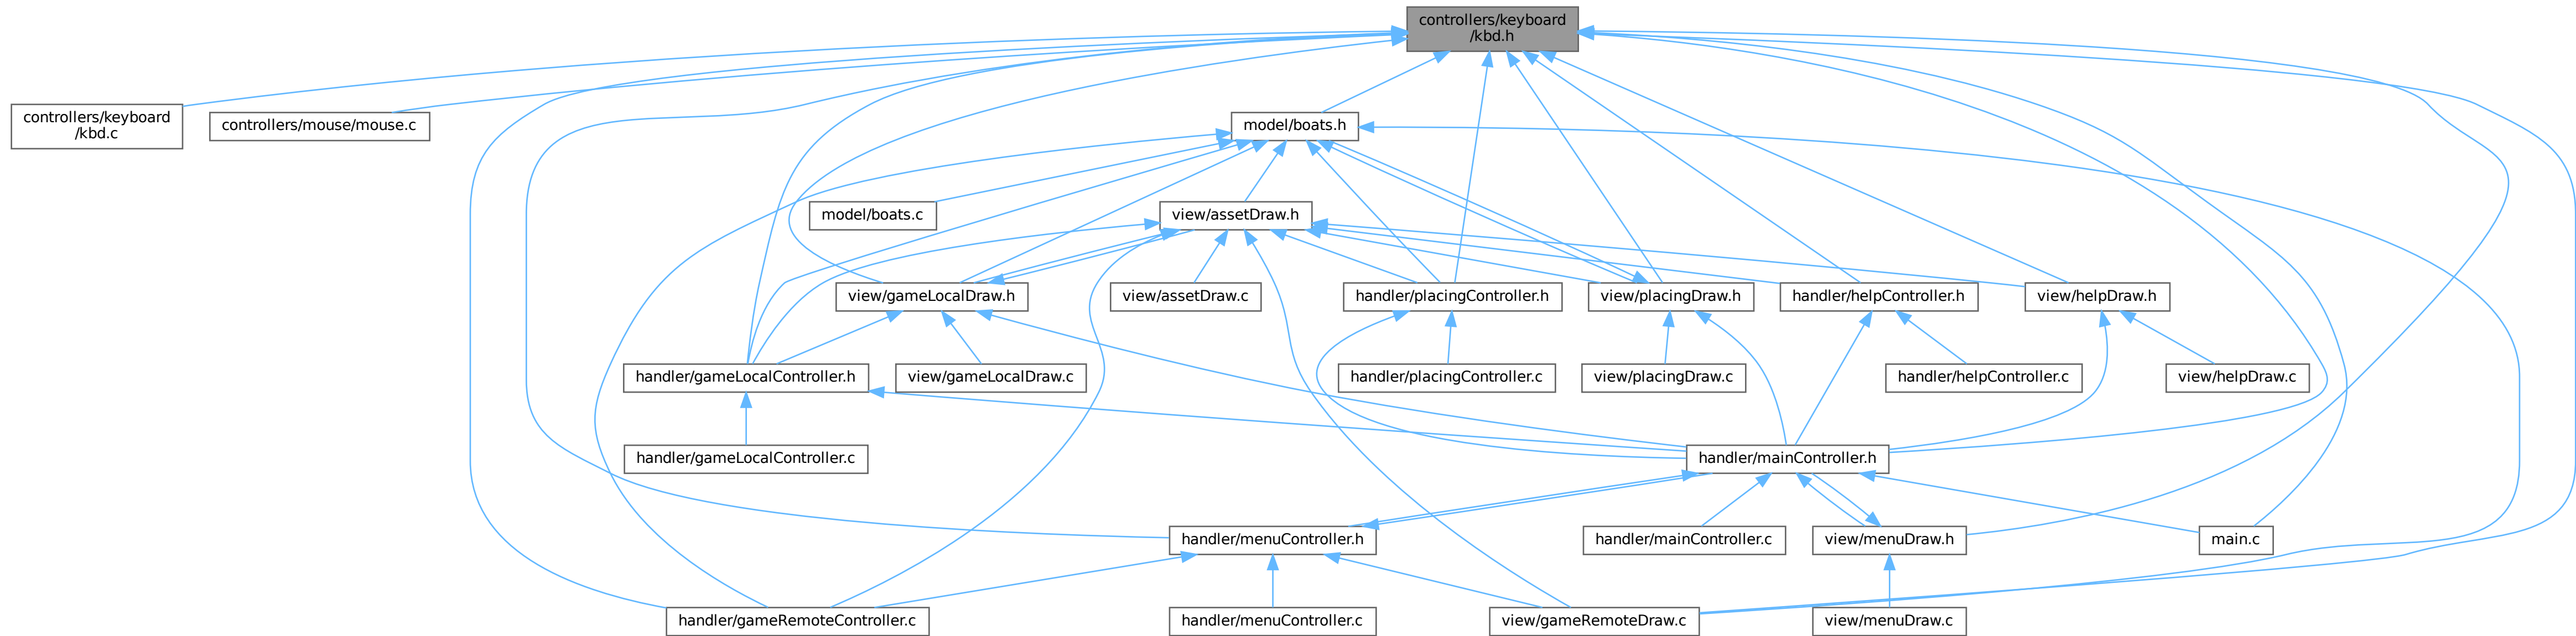 controllers/keyboard
/kbd.h
controllers/keyboard
/kbd.c
controllers/mouse/mouse.c
model/boats.h
model/boats.c
view/assetDraw.h
view/gameLocalDraw.h
view/assetDraw.c
handler/placingController.h
view/placingDraw.h
handler/helpController.h
view/helpDraw.h
handler/gameLocalController.h
view/gameLocalDraw.c
handler/placingController.c
view/placingDraw.c
handler/helpController.c
view/helpDraw.c
handler/gameLocalController.c
handler/mainController.h
handler/menuController.h
handler/mainController.c
view/menuDraw.h
main.c
handler/gameRemoteController.c
handler/menuController.c
view/gameRemoteDraw.c
view/menuDraw.c